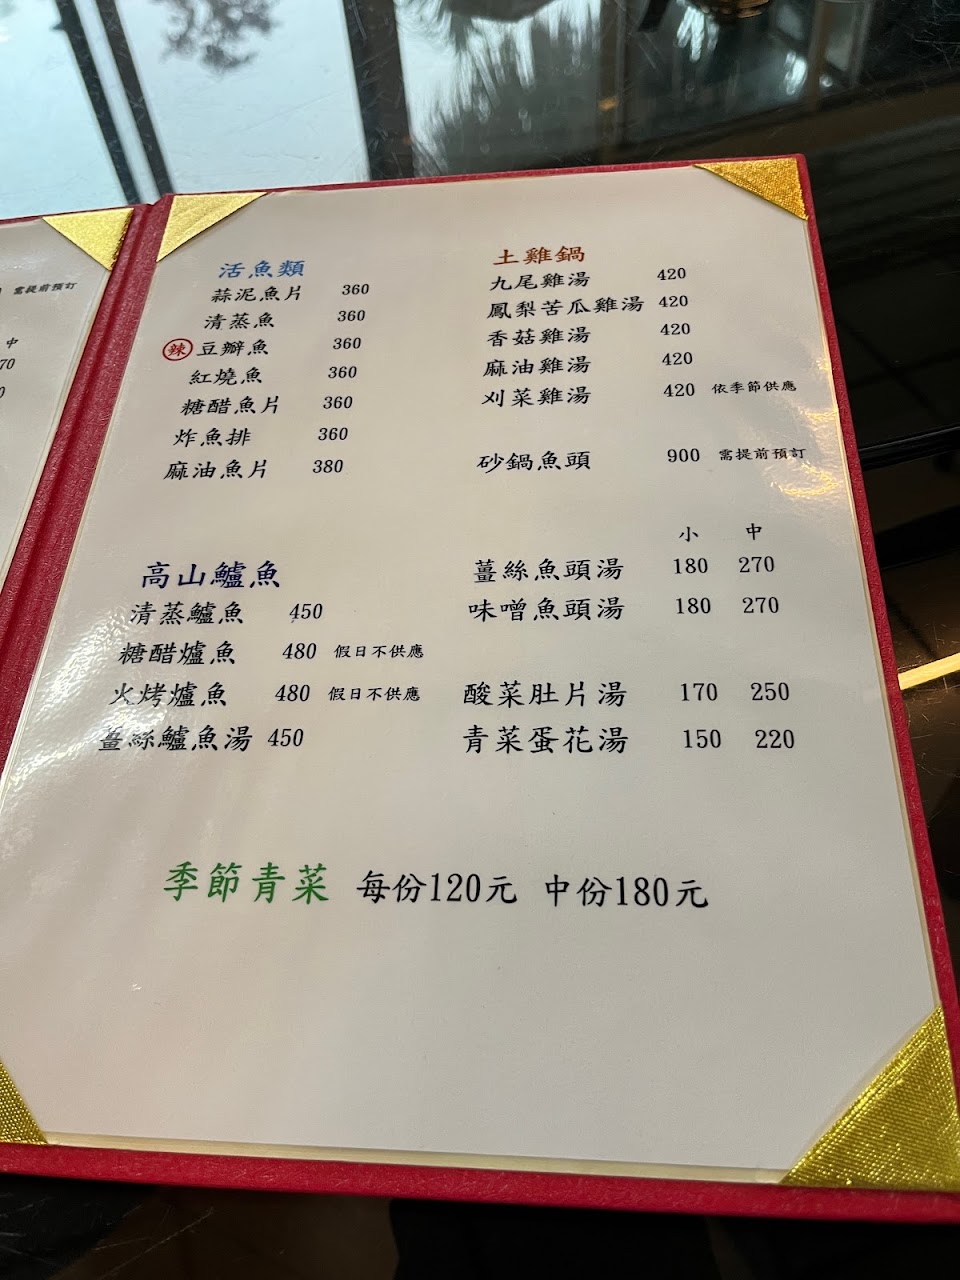 需提前預訂
中
活魚類
蒜泥魚片 360
清蒸魚 360
辣 豆瓣魚 360
紅燒魚 360
糖醋魚片 360
炸魚排 360
麻油魚片 380
土雞鍋
九尾雞湯 420
鳳梨苦瓜雞湯 420
香菇雞湯 420
麻油雞湯 420
刈菜雞湯 420 依季節供應
砂鍋魚頭 900 需提前預訂
高山鱸魚
清蒸鱸魚 450
糖醋爐魚 480 假日不供應
火烤爐魚 480 假日不供應
薑絲鱸魚湯 450
小 中
薑絲魚頭湯 180 270
味噌魚頭湯 180 270
酸菜肚片湯 170 250
青菜蛋花湯 150 220
季節青菜 每份120元 中份180元